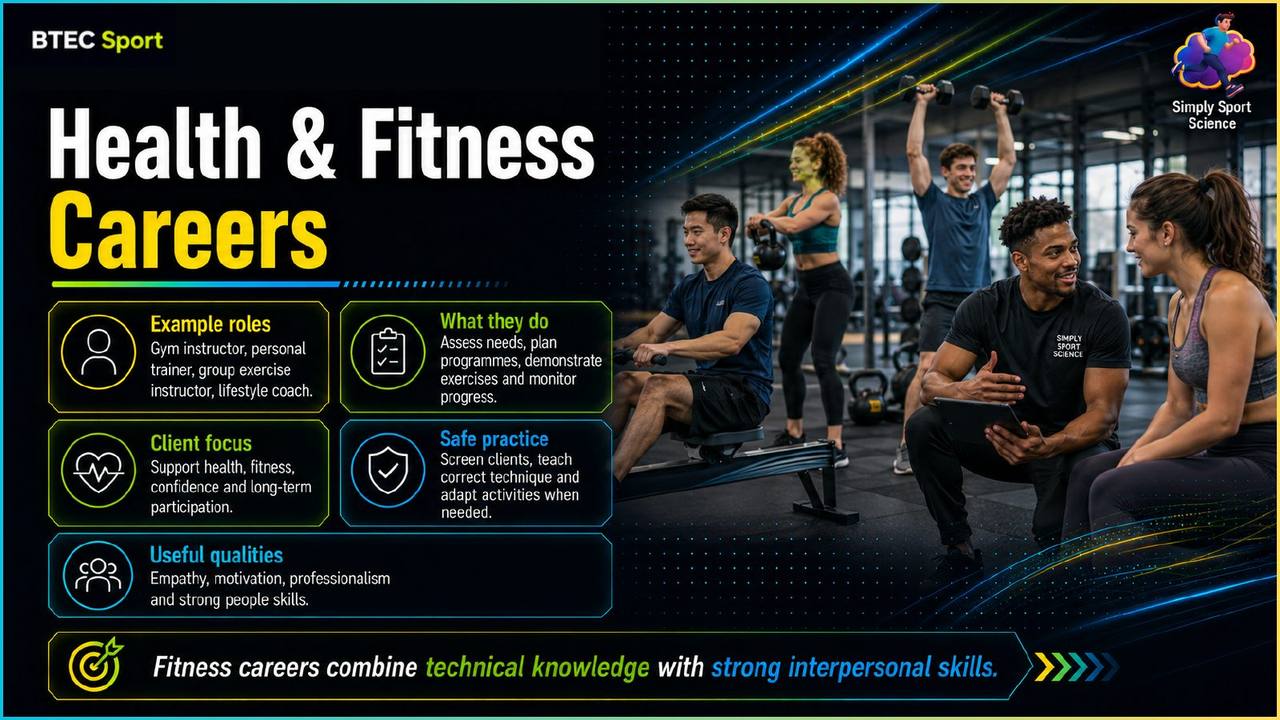 BTEC Sport
Simply Sport
Science
Health & Fitness
Careers
Example roles
Gym instructor, personal
trainer, group exercise
instructor, lifestyle coach.
What they do
Assess needs, plan
programmes, demonstrate
exercises and monitor
progress.
Client focus
Support health, fitness,
confidence and long-term
participation.
Safe practice
Screen clients, teach
correct technique and
adapt activities when
needed.
Useful qualities
Empathy, motivation, professionalism
and strong people skills.
SIMPLY
SPORT
SCIENCE
Fitness careers combine technical knowledge with strong interpersonal skills.